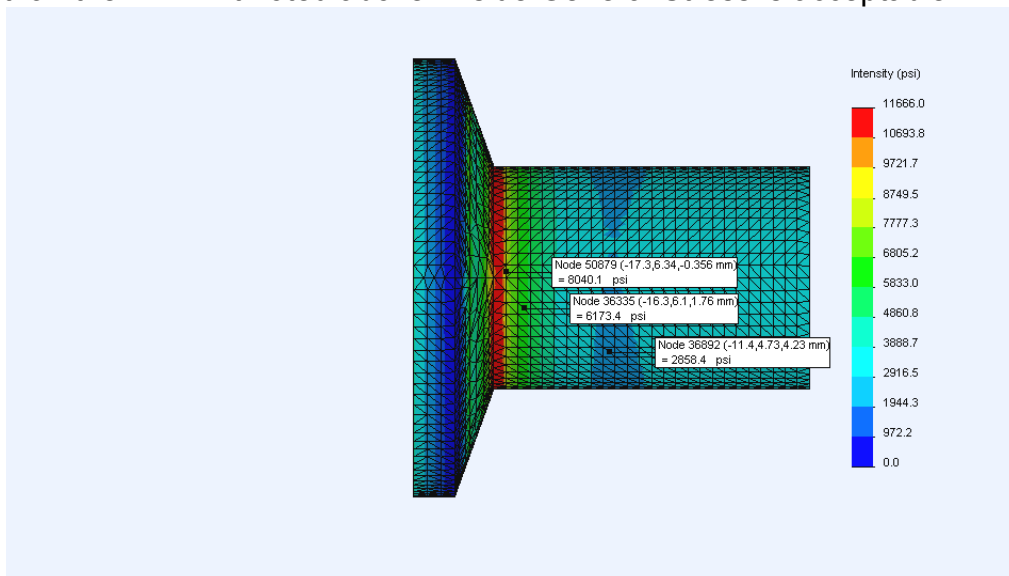 Intensity (psi)
11666.0
10693.8
9721.7
8749.5
7777.3
6805.2
5833.0
4860.8
3888.7
2916.5
1944.3
972.2
0.0
Node 50879 (-17.3,6.34,-0.356 mm)
= 8040.1 psi
Node 36335 (-16.3,6.1,1.76 mm)
= 6173.4 psi
Node 36892 (-11.4,4.73,4.23 mm)
= 2858.4 psi